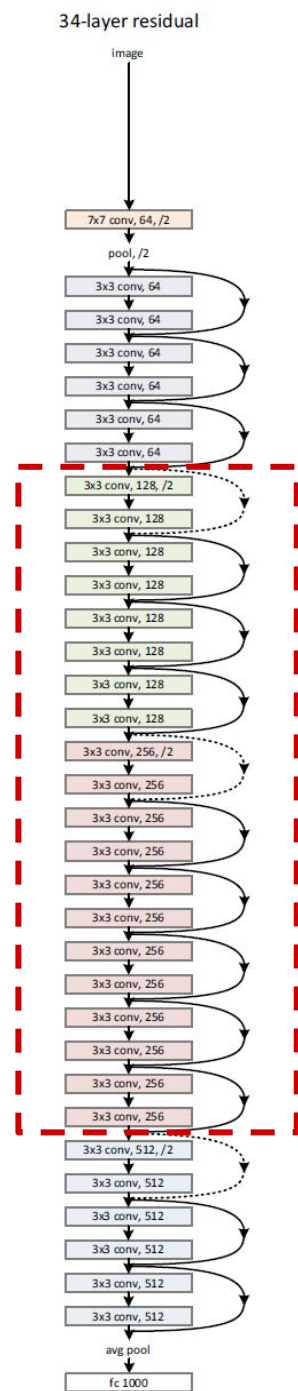 34-layer residual
image
7x7 conv, 64, /2
pool, /2
3x3 conv, 64
3x3 conv, 64
3x3 conv, 64
3x3 conv, 64
3x3 conv, 64
3x3 conv, 64
3x3 conv, 128, /2
3x3 conv, 128
3x3 conv, 128
3x3 conv, 128
3x3 conv, 128
3x3 conv, 128
3x3 conv, 128
3x3 conv, 128
3x3 conv, 256, /2
3x3 conv, 256
3x3 conv, 256
3x3 conv, 256
3x3 conv, 256
3x3 conv, 256
3x3 conv, 256
3x3 conv, 256
3x3 conv, 256
3x3 conv, 256
3x3 conv, 256
3x3 conv, 256
3x3 conv, 512, /2
3x3 conv, 512
3x3 conv, 512
3x3 conv, 512
3x3 conv, 512
3x3 conv, 512
avg pool
fc 1000